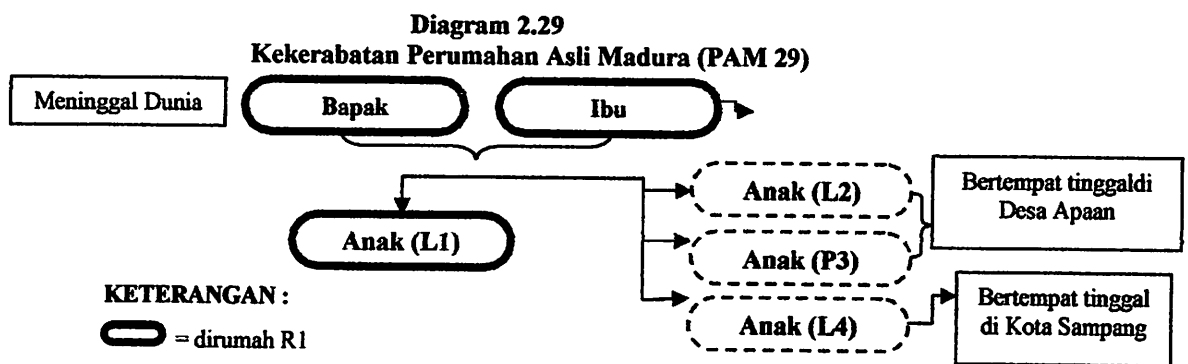 Diagram 2.29
Kekerabatan Perumahan Asli Madura (PAM 29)
Meninggal Dunia
Bapak
Ibu
Anak (L1)
Anak (L2)
Anak (P3)
Anak (L4)
Bertempat tinggaldi
Desa Apaan
Bertempat tinggal
di Kota Sampang
KETERANGAN :
= dirumah R1